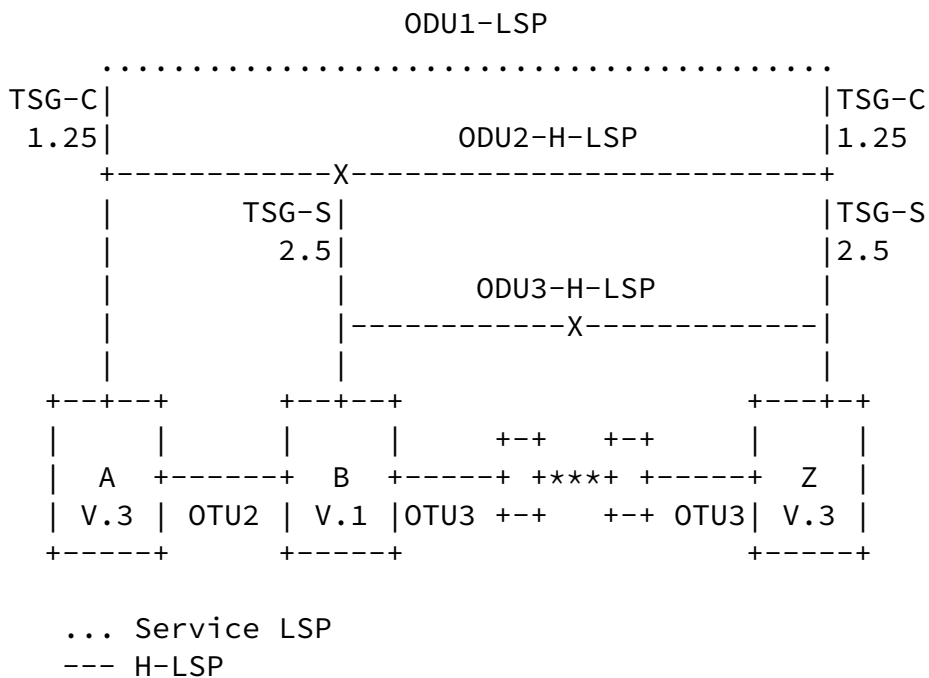 ODU1-LSP
.........................................
TSG-C|                                  |TSG-C
1.25|            ODU2-H-LSP            |1.25
+------------X-------------------------+
|       TSG-S|                         |TSG-S
|         2.5|                         |2.5
|            |       ODU3-H-LSP        |
|            |------------X------------|
|            |                         |
+--+--+      +--+--+                   +---+-+
|     |      |     |     +-+   +-+     |     |
|  A  +------+  B  +-----+ +***+ +-----+  Z  |
| V.3 | OTU2 | V.1 |OTU3 +-+   +-+ OTU3| V.3 |
+-----+      +-----+                   +-----+
... Service LSP
--- H-LSP